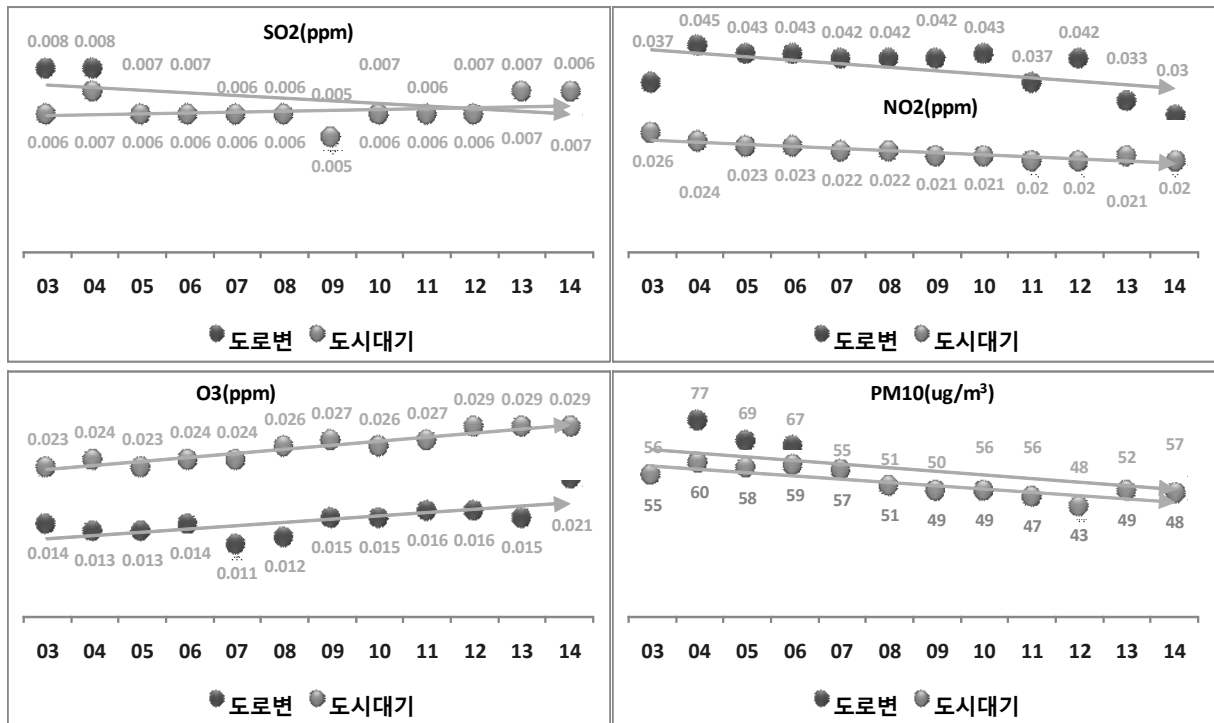 SO2(ppm)
0.008 0.008 0.007 0.007 0.006 0.006 0.005 0.007 0.006 0.007 0.007 0.006
0.006 0.007 0.006 0.006 0.006 0.006 0.005 0.006 0.006 0.006 0.007 0.007
03 04 05 06 07 08 09 10 11 12 13 14
도로변 도시대기
NO2(ppm)
0.037 0.045 0.043 0.043 0.042 0.042 0.042 0.043 0.037 0.042 0.033 0.03
0.026 0.024 0.023 0.023 0.022 0.022 0.021 0.021 0.02 0.02 0.021 0.02
03 04 05 06 07 08 09 10 11 12 13 14
도로변 도시대기
O3(ppm)
0.023 0.024 0.023 0.024 0.024 0.026 0.027 0.026 0.027 0.029 0.029 0.029
0.014 0.013 0.013 0.014 0.011 0.012 0.015 0.015 0.016 0.016 0.015 0.021
03 04 05 06 07 08 09 10 11 12 13 14
도로변 도시대기
PM10(ug/m³)
56 77 69 67 55 51 50 56 56 48 52 57
55 60 58 59 57 51 49 49 47 43 49 48
03 04 05 06 07 08 09 10 11 12 13 14
도로변 도시대기